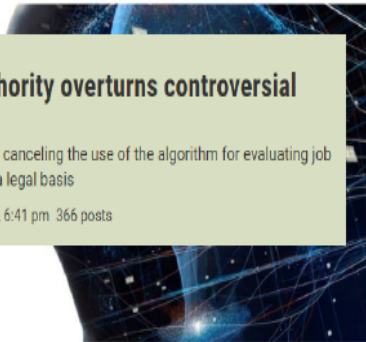 hority overturns controversial
canceling the use of the algorithm for evaluating job
a legal basis
6:41 pm 366 posts